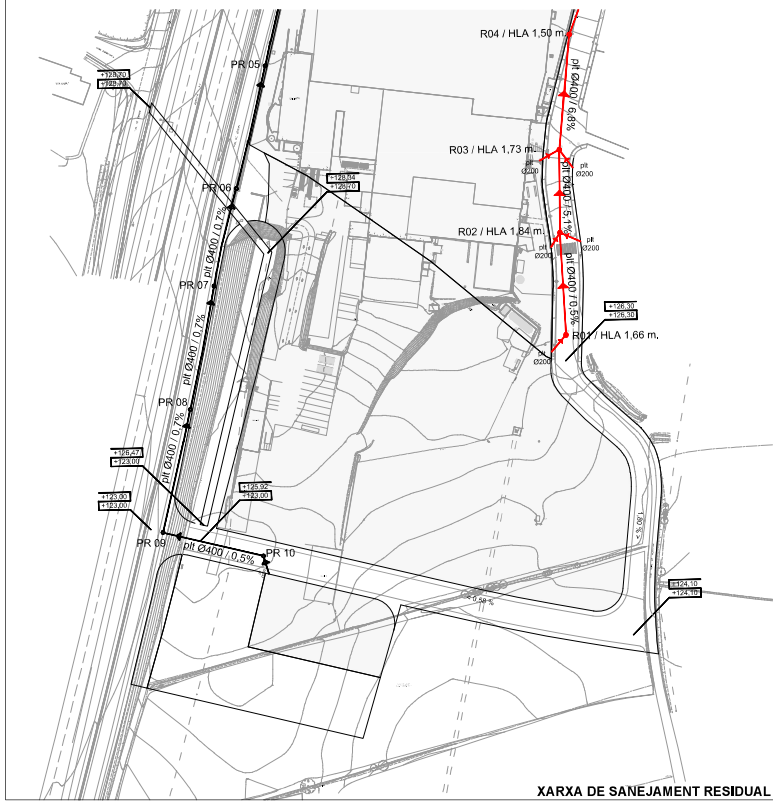 R04 / HLA 1,50 m.
PR 05
+128,70
+128,70
plt Ø400 / 6,8%
R03 / HLA 1,73 m.
plt
Ø200
plt
Ø200
+128,84
+128,70
PR 06
plt Ø400 / 5,1%
plt Ø400 / 0,7%
R02 / HLA 1,84 m.
plt
Ø200
plt
Ø200
PR 07
plt Ø400 / 0,5%
+126,30
+126,30
R01 / HLA 1,66 m.
plt
Ø200
plt Ø400 / 0,7%
PR 08
plt Ø400 / 0,7%
+126,47
+123,00
+123,00
+123,00
+125,92
+123,00
1,80 % >
PR 09
plt Ø400 / 0,5%
PR 10
+124,10
+124,10
< 0,58 %
XARXA DE SANEJAMENT RESIDUAL